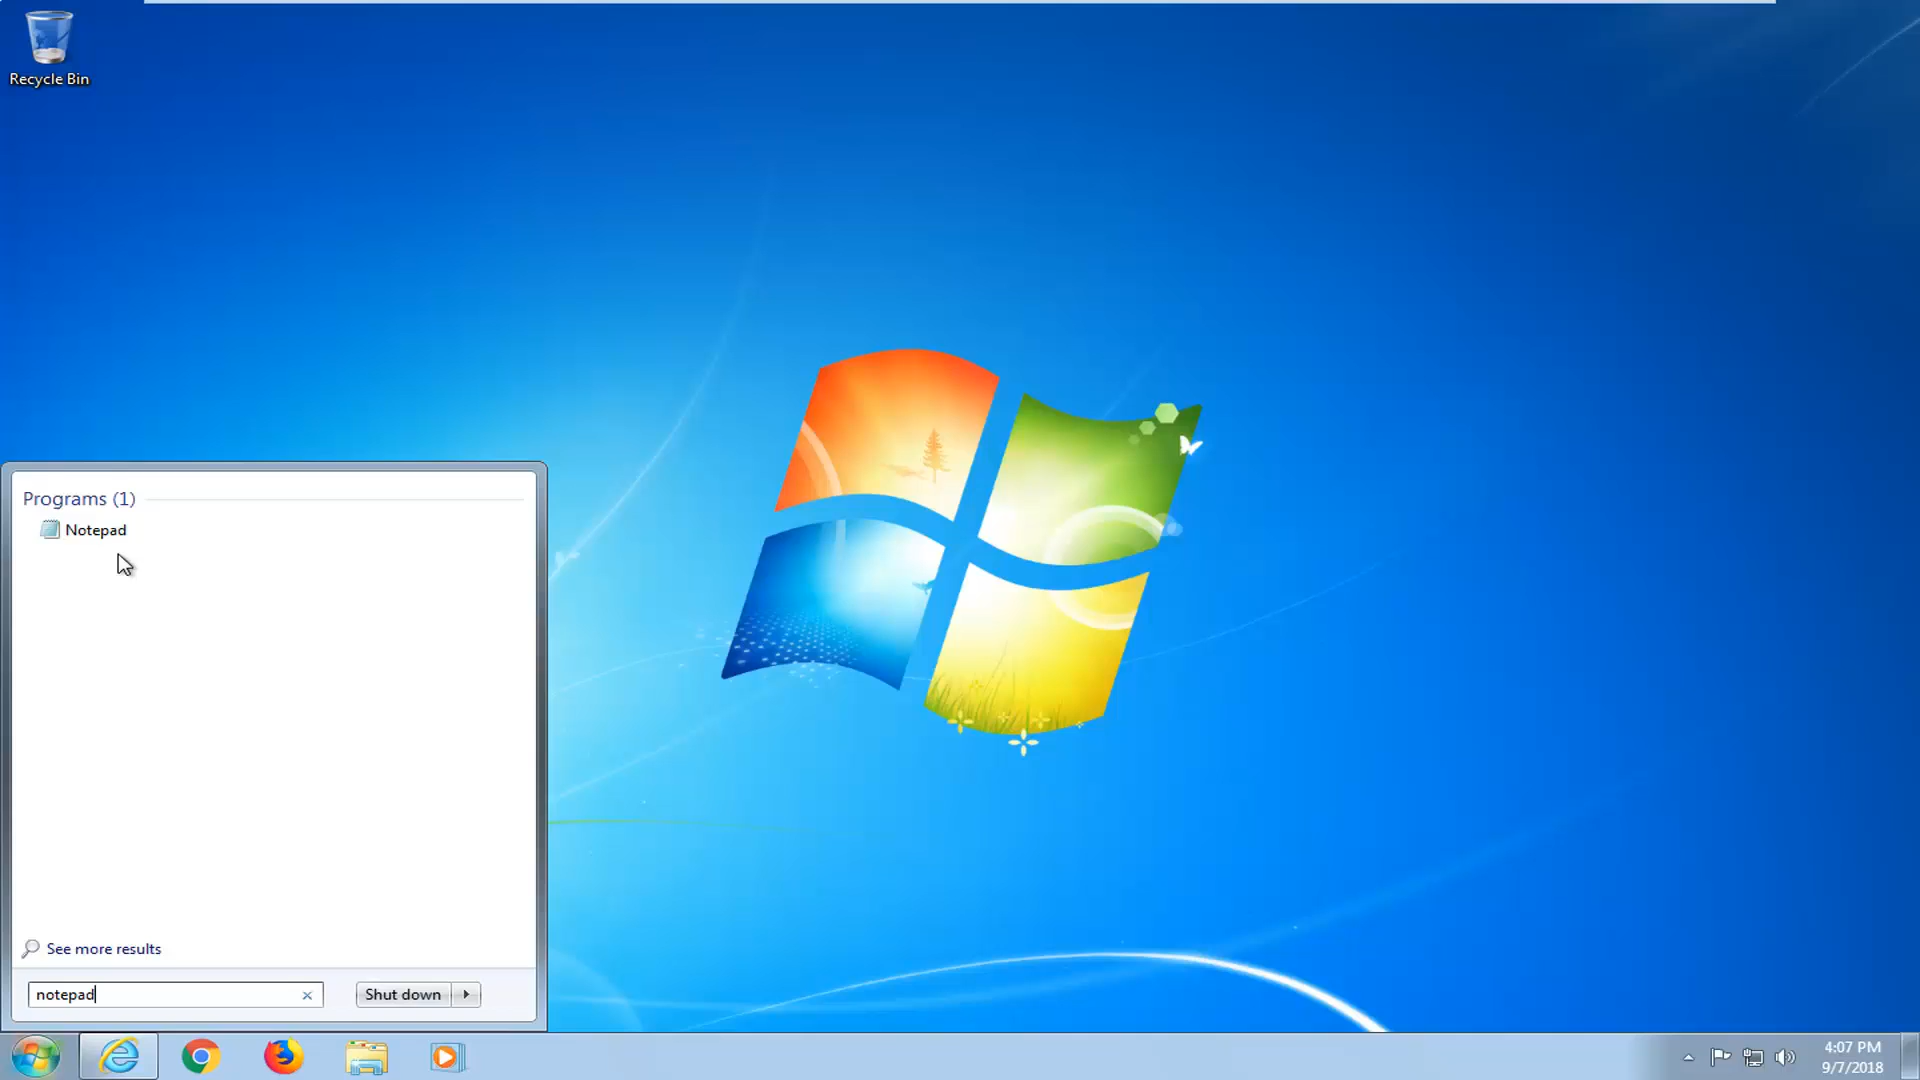 Recycle Bin
Programs (1)
Notepad
See more results
notepad
Shut down
4:07 PM
9/7/2018